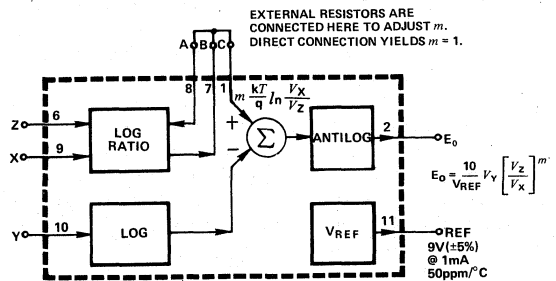 EXTERNAL RESISTORS ARE
CONNECTED HERE TO ADJUST m.
DIRECT CONNECTION YIELDS m = 1.
A B C
8 7 1
m kT/q ln VX/VZ
Z 6
X 9
LOG
RATIO
+
−
Σ
ANTILOG
2
E0
E0 = 10/VREF VY [VZ/VX]^m
Y 10
LOG
VREF
11
REF
9V(±5%)
@ 1mA
50ppm/°C